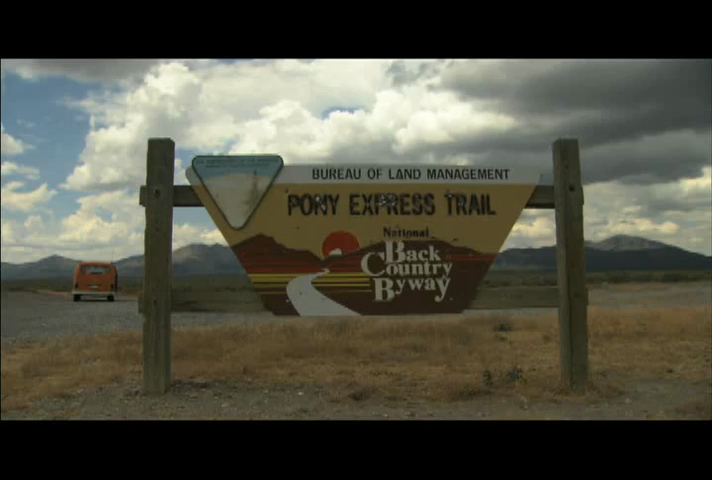 BUREAU OF LAND MANAGEMENT
PONY EXPRESS TRAIL
National
Back
Country
Byway